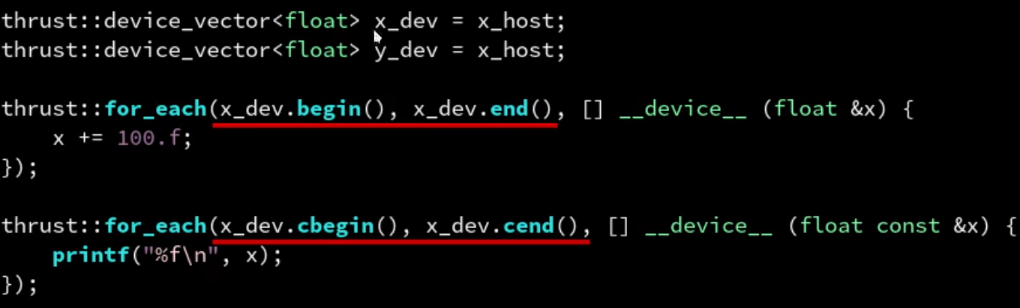 thrust::device_vector<float> x_dev = x_host;
thrust::device_vector<float> y_dev = x_host;
thrust::for_each(x_dev.begin(), x_dev.end(), [] __device__ (float &x) {
    x += 100.f;
});
thrust::for_each(x_dev.cbegin(), x_dev.cend(), [] __device__ (float const &x) {
    printf("%f\n", x);
});